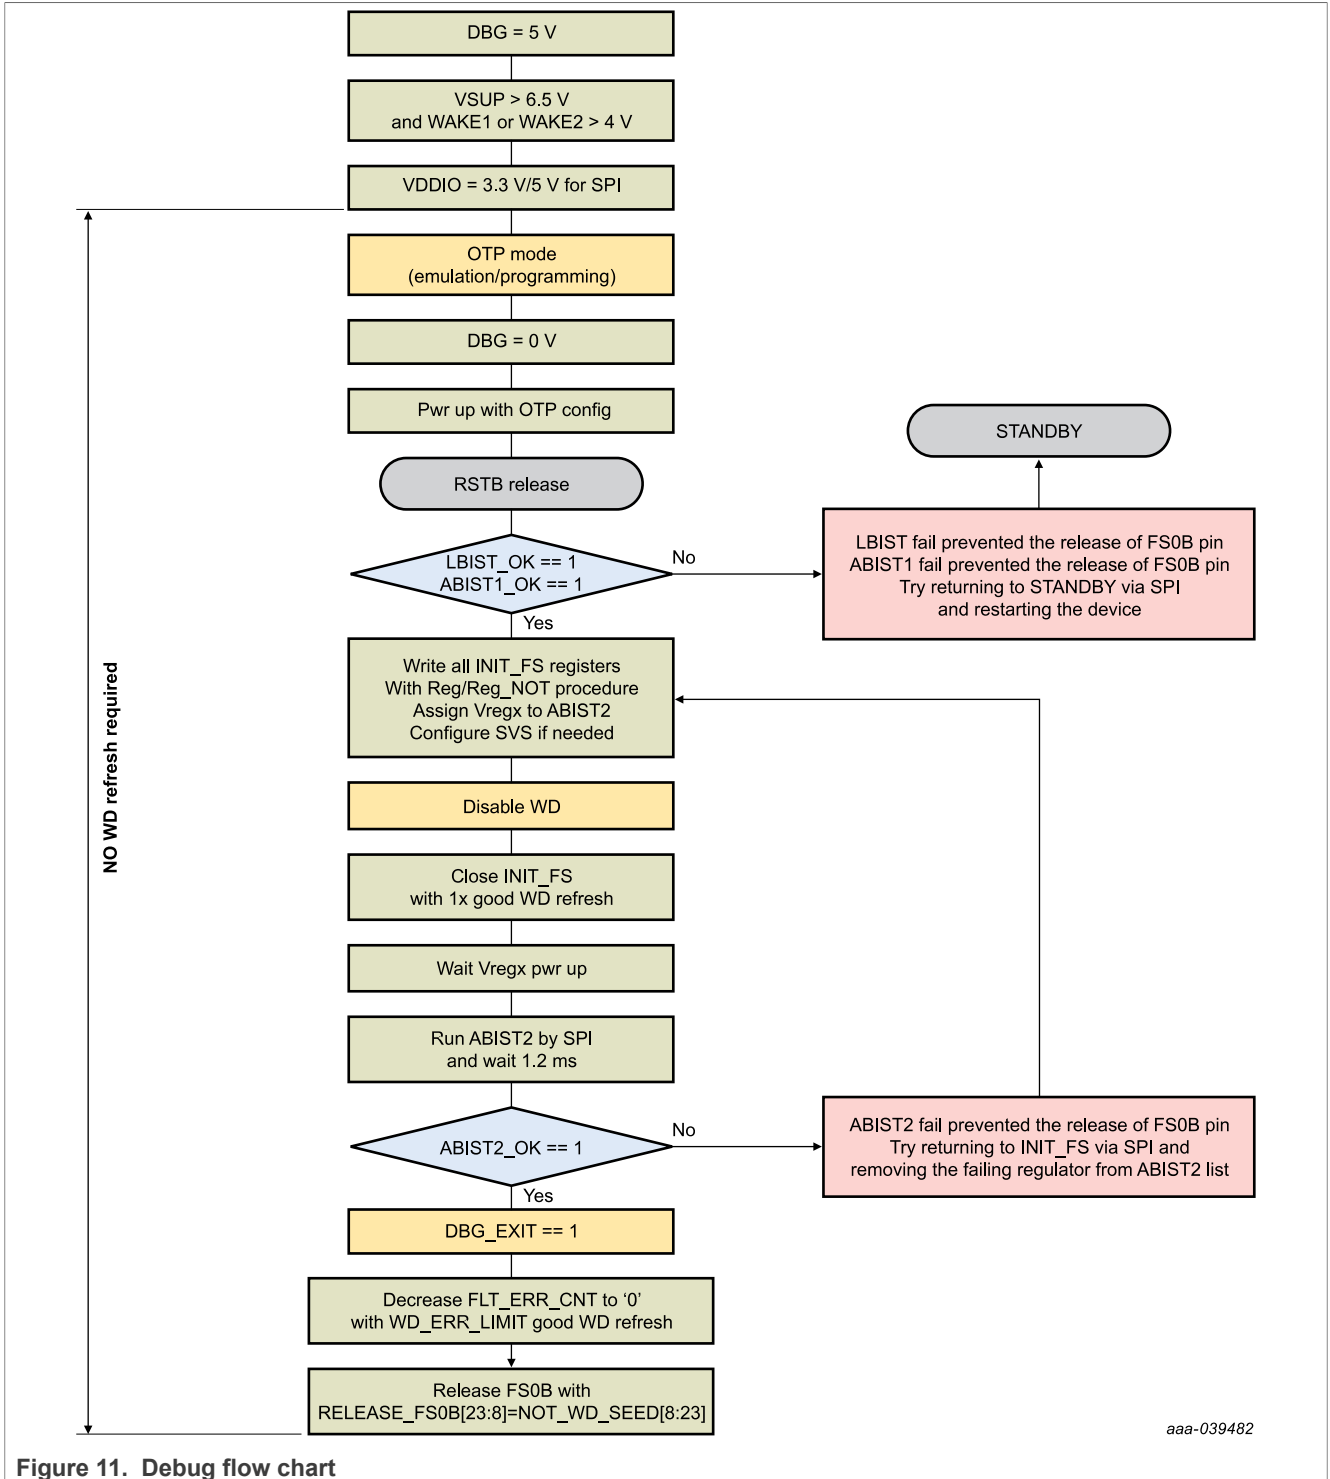 DBG = 5 V
VSUP > 6.5 V
and WAKE1 or WAKE2 > 4 V
VDDIO = 3.3 V/5 V for SPI
OTP mode
(emulation/programming)
DBG = 0 V
Pwr up with OTP config
STANDBY
RSTB release
LBIST_OK == 1
ABIST1_OK == 1
No
Yes
LBIST fail prevented the release of FS0B pin
ABIST1 fail prevented the release of FS0B pin
Try returning to STANDBY via SPI
and restarting the device
Write all INIT_FS registers
With Reg/Reg_NOT procedure
Assign Vregx to ABIST2
Configure SVS if needed
NO WD refresh required
Disable WD
Close INIT_FS
with 1x good WD refresh
Wait Vregx pwr up
Run ABIST2 by SPI
and wait 1.2 ms
ABIST2_OK == 1
No
Yes
ABIST2 fail prevented the release of FS0B pin
Try returning to INIT_FS via SPI and
removing the failing regulator from ABIST2 list
DBG_EXIT == 1
Decrease FLT_ERR_CNT to ‘0’
with WD_ERR_LIMIT good WD refresh
Release FS0B with
RELEASE_FS0B[23:8]=NOT_WD_SEED[8:23]
aaa-039482
Figure 11. Debug flow chart